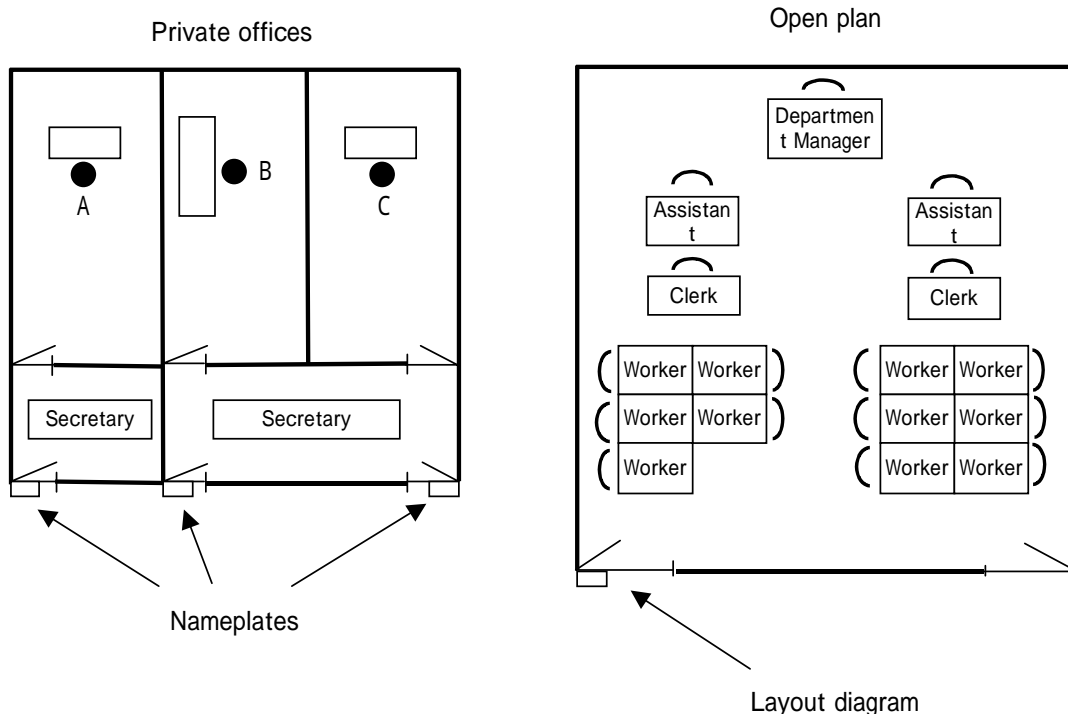 Private offices
A
B
C
Secretary
Secretary
Nameplates
Open plan
Departmen
t Manager
Assistan
t
Assistan
t
Clerk
Clerk
Worker Worker
Worker Worker
Worker
Worker Worker
Worker Worker
Worker Worker
Layout diagram